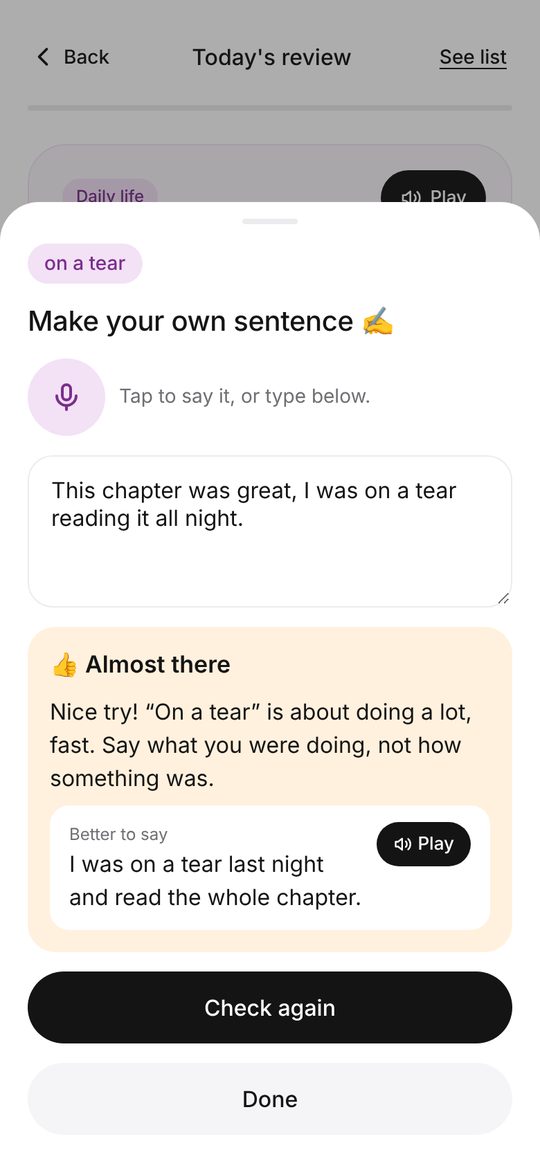 Back
Today's review
See list
Daily life
Play
on a tear
Make your own sentence ✍️
Tap to say it, or type below.
This chapter was great, I was on a tear
reading it all night.
👍 Almost there
Nice try! “On a tear” is about doing a lot,
fast. Say what you were doing, not how
something was.
Better to say
Play
I was on a tear last night
and read the whole chapter.
Check again
Done